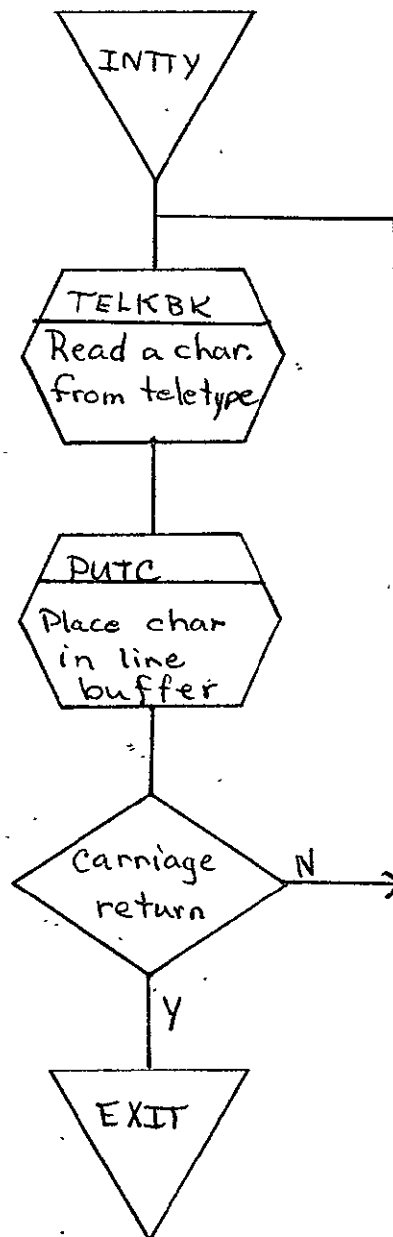 INTTY
TELKBK
Read a char.
from teletype
PUTC
Place char
in line
buffer
Carriage
return
N
Y
EXIT